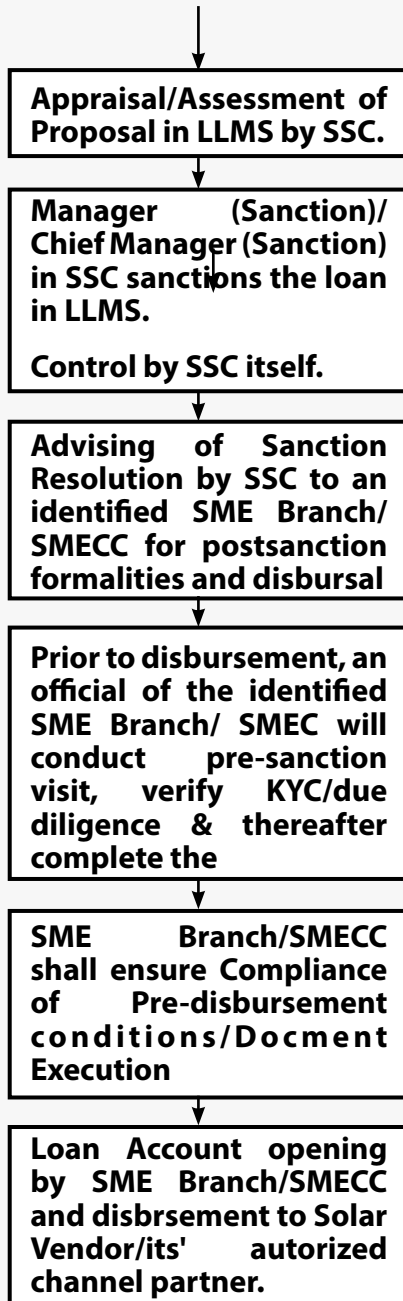 Appraisal/Assessment of
Proposal in LLMS by SSC.
Manager (Sanction)/
Chief Manager (Sanction)
in SSC sanctions the loan
in LLMS.
Control by SSC itself.
Advising of Sanction
Resolution by SSC to an
identified SME Branch/
SMECC for postsanction
formalities and disbursal
Prior to disbursement, an
official of the identified
SME Branch/ SMEC will
conduct pre-sanction
visit, verify KYC/due
diligence & thereafter
complete the
SME Branch/SMECC
shall ensure Compliance
of Pre-disbursement
conditions/Docment
Execution
Loan Account opening
by SME Branch/SMECC
and disbrsement to Solar
Vendor/its' autorized
channel partner.